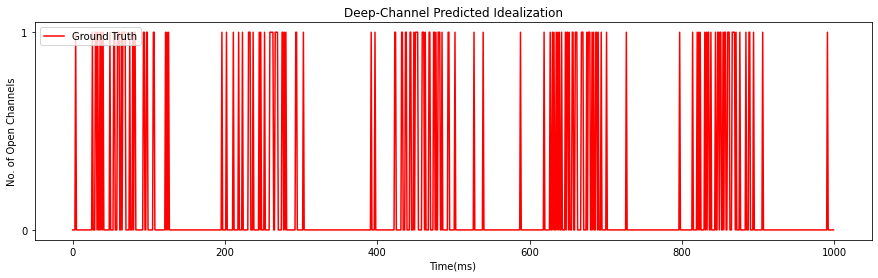 Deep-Channel Predicted Idealization
Ground Truth
No. of Open Channels
1
0
0
200
400
600
800
1000
Time(ms)